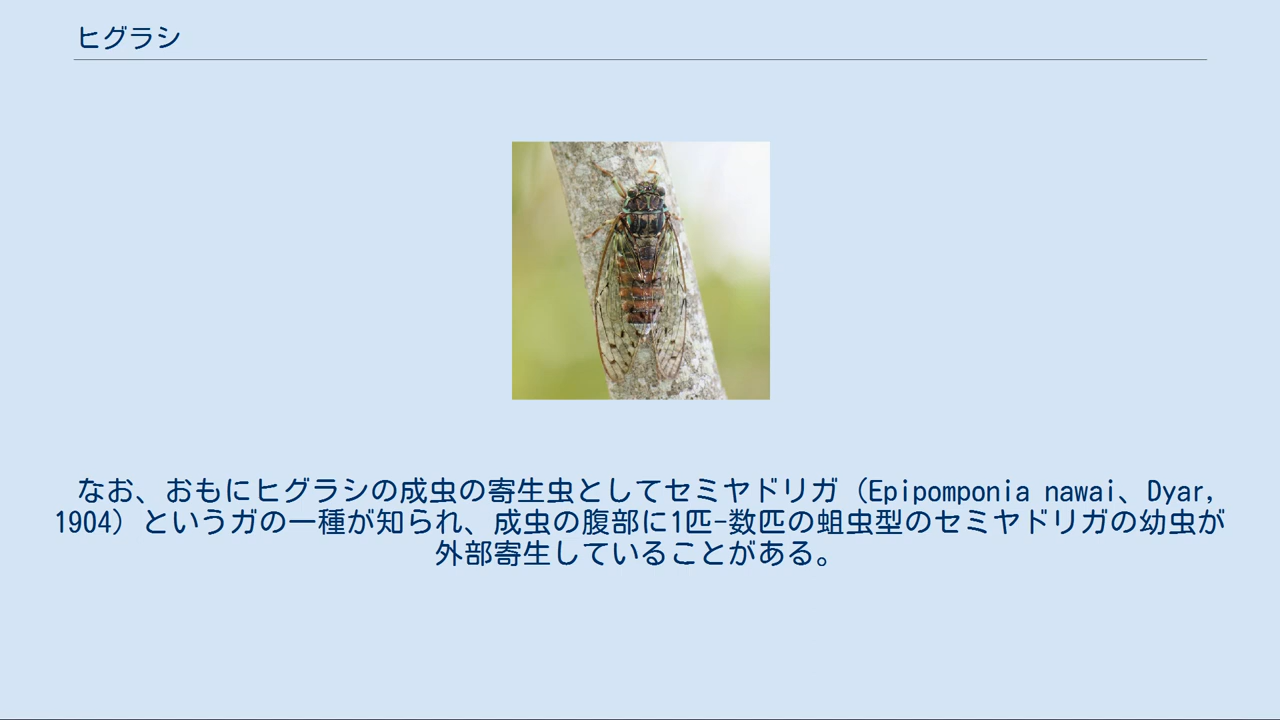 ヒグラシ
なお、おもにヒグラシの成虫の寄生虫としてセミヤドリガ（Epipomponia nawai、Dyar,
1904）というガの一種が知られ、成虫の腹部に1匹-数匹の蛆虫型のセミヤドリガの幼虫が
外部寄生していることがある。